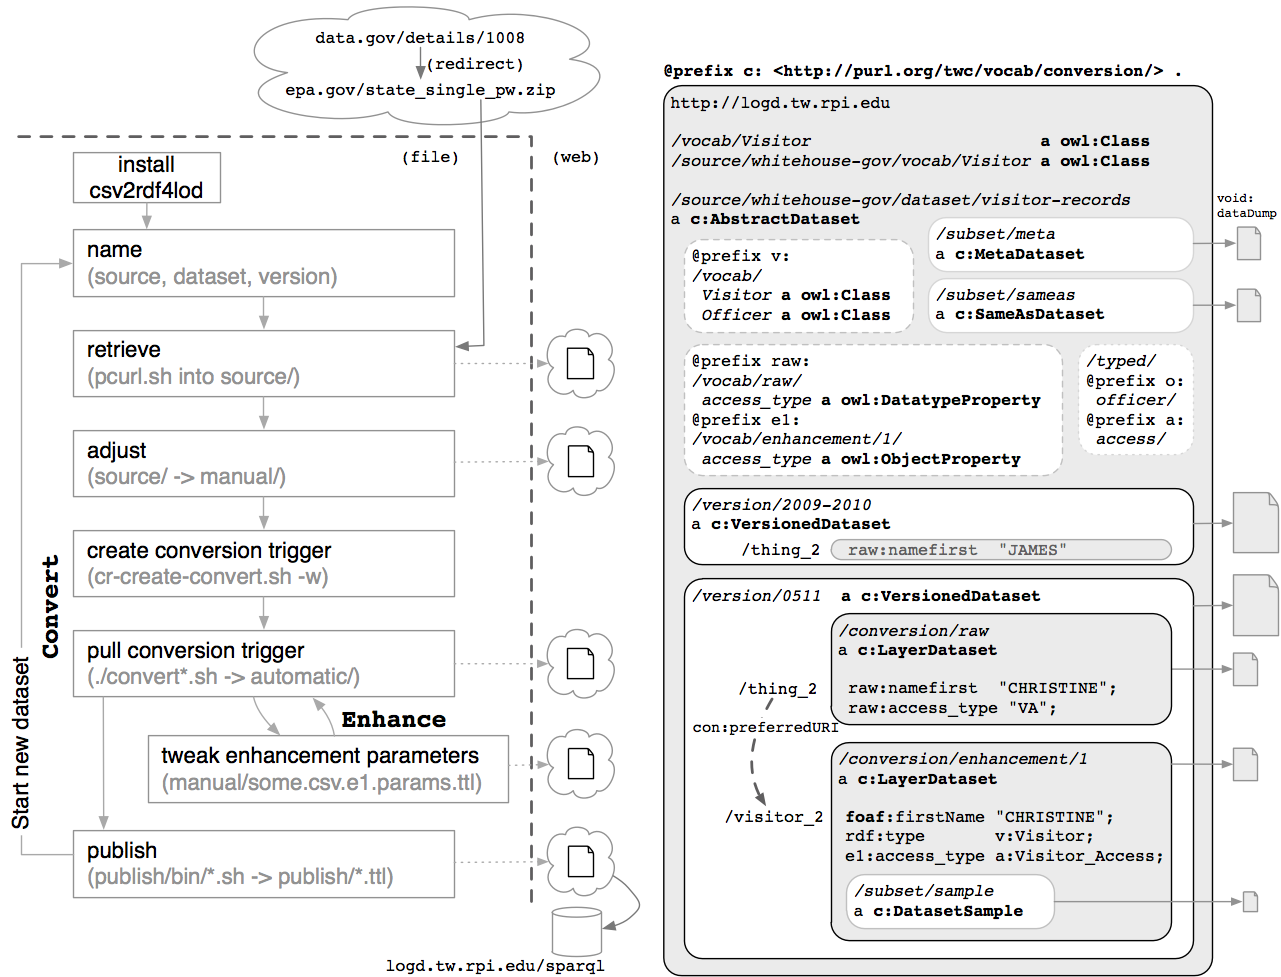 data.gov/details/1008
(redirect)
epa.gov/state_single_pw.zip
(file)
(web)
install
csv2rdf4lod
name
(source, dataset, version)
retrieve
(pcurl.sh into source/)
adjust
(source/ -> manual/)
create conversion trigger
(cr-create-convert.sh -w)
Convert
pull conversion trigger
(./convert*.sh -> automatic/)
Enhance
tweak enhancement parameters
(manual/some.csv.e1.params.ttl)
Start new dataset
publish
(publish/bin/*.sh -> publish/*.ttl)
logd.tw.rpi.edu/sparql
@prefix c: <http://purl.org/twc/vocab/conversion/> .
http://logd.tw.rpi.edu
/vocab/Visitor a owl:Class
/source/whitehouse-gov/vocab/Visitor a owl:Class
/source/whitehouse-gov/dataset/visitor-records
a c:AbstractDataset
void:
dataDump
@prefix v:
/vocab/
Visitor a owl:Class
Officer a owl:Class
/subset/meta
a c:MetaDataset
/subset/sameas
a c:SameAsDataset
@prefix raw:
/vocab/raw/
access_type a owl:DatatypeProperty
@prefix e1:
/vocab/enhancement/1/
access_type a owl:ObjectProperty
/typed/
@prefix o:
officer/
@prefix a:
access/
/version/2009-2010
a c:VersionedDataset
/thing_2 raw:namefirst "JAMES"
/version/0511 a c:VersionedDataset
/conversion/raw
a c:LayerDataset
/thing_2 raw:namefirst "CHRISTINE";
raw:access_type "VA";
con:preferredURI
/conversion/enhancement/1
a c:LayerDataset
/visitor_2 foaf:firstName "CHRISTINE";
rdf:type v:Visitor;
e1:access_type a:Visitor_Access;
/subset/sample
a c:DatasetSample